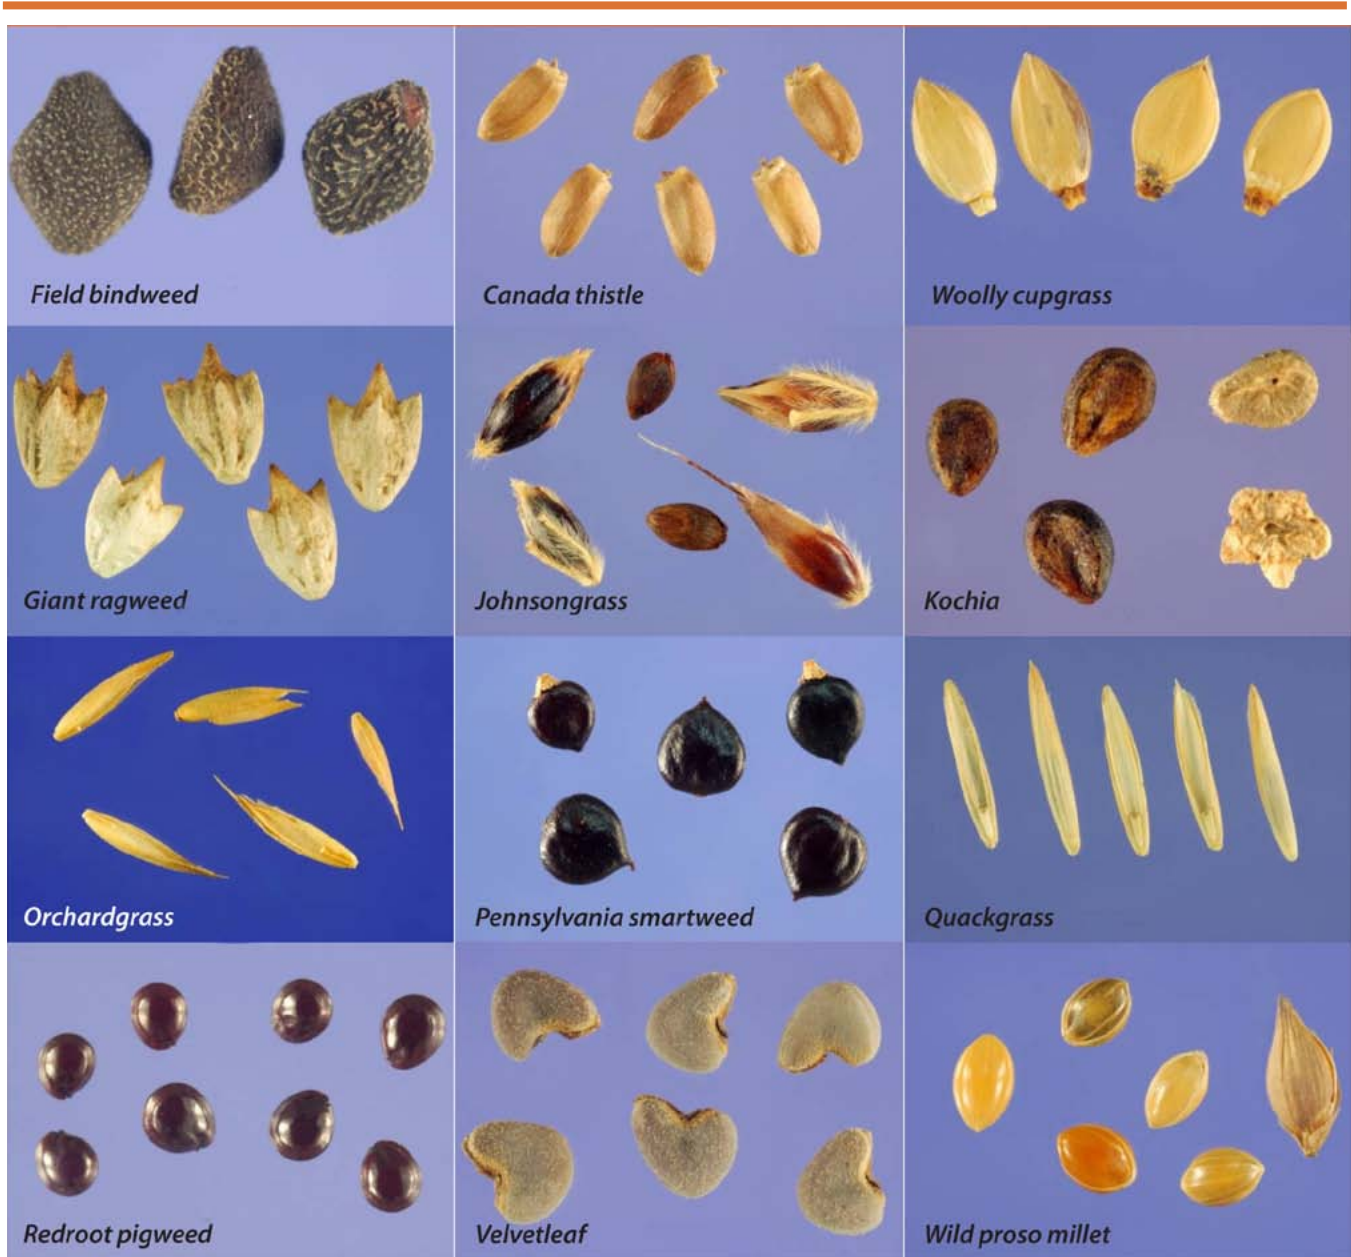 Field bindweed
Canada thistle
Woolly cupgrass
Giant ragweed
Johnsongrass
Kochia
Orchardgrass
Pennsylvania smartweed
Quackgrass
Redroot pigweed
Velvetleaf
Wild proso millet